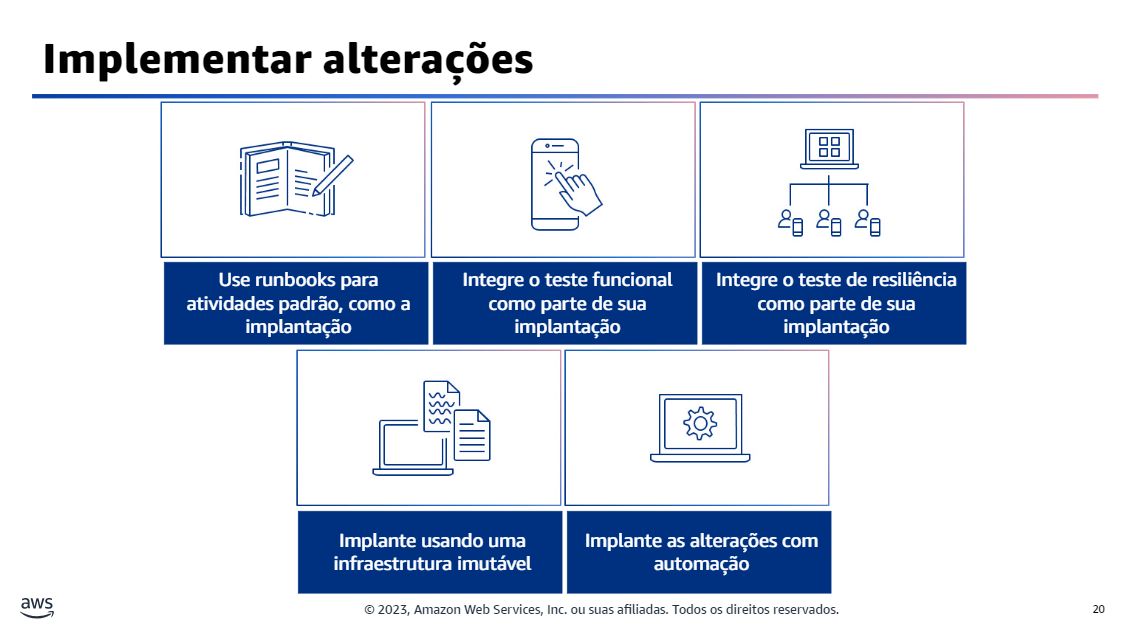 Implementar alterações
Use runbooks para
atividades padrão, como a
implantação
Integre o teste funcional
como parte de sua
implantação
Integre o teste de resiliência
como parte de sua
implantação
Implante usando uma
infraestrutura imutável
Implante as alterações com
automação
aws
© 2023, Amazon Web Services, Inc. ou suas afiliadas. Todos os direitos reservados.
20